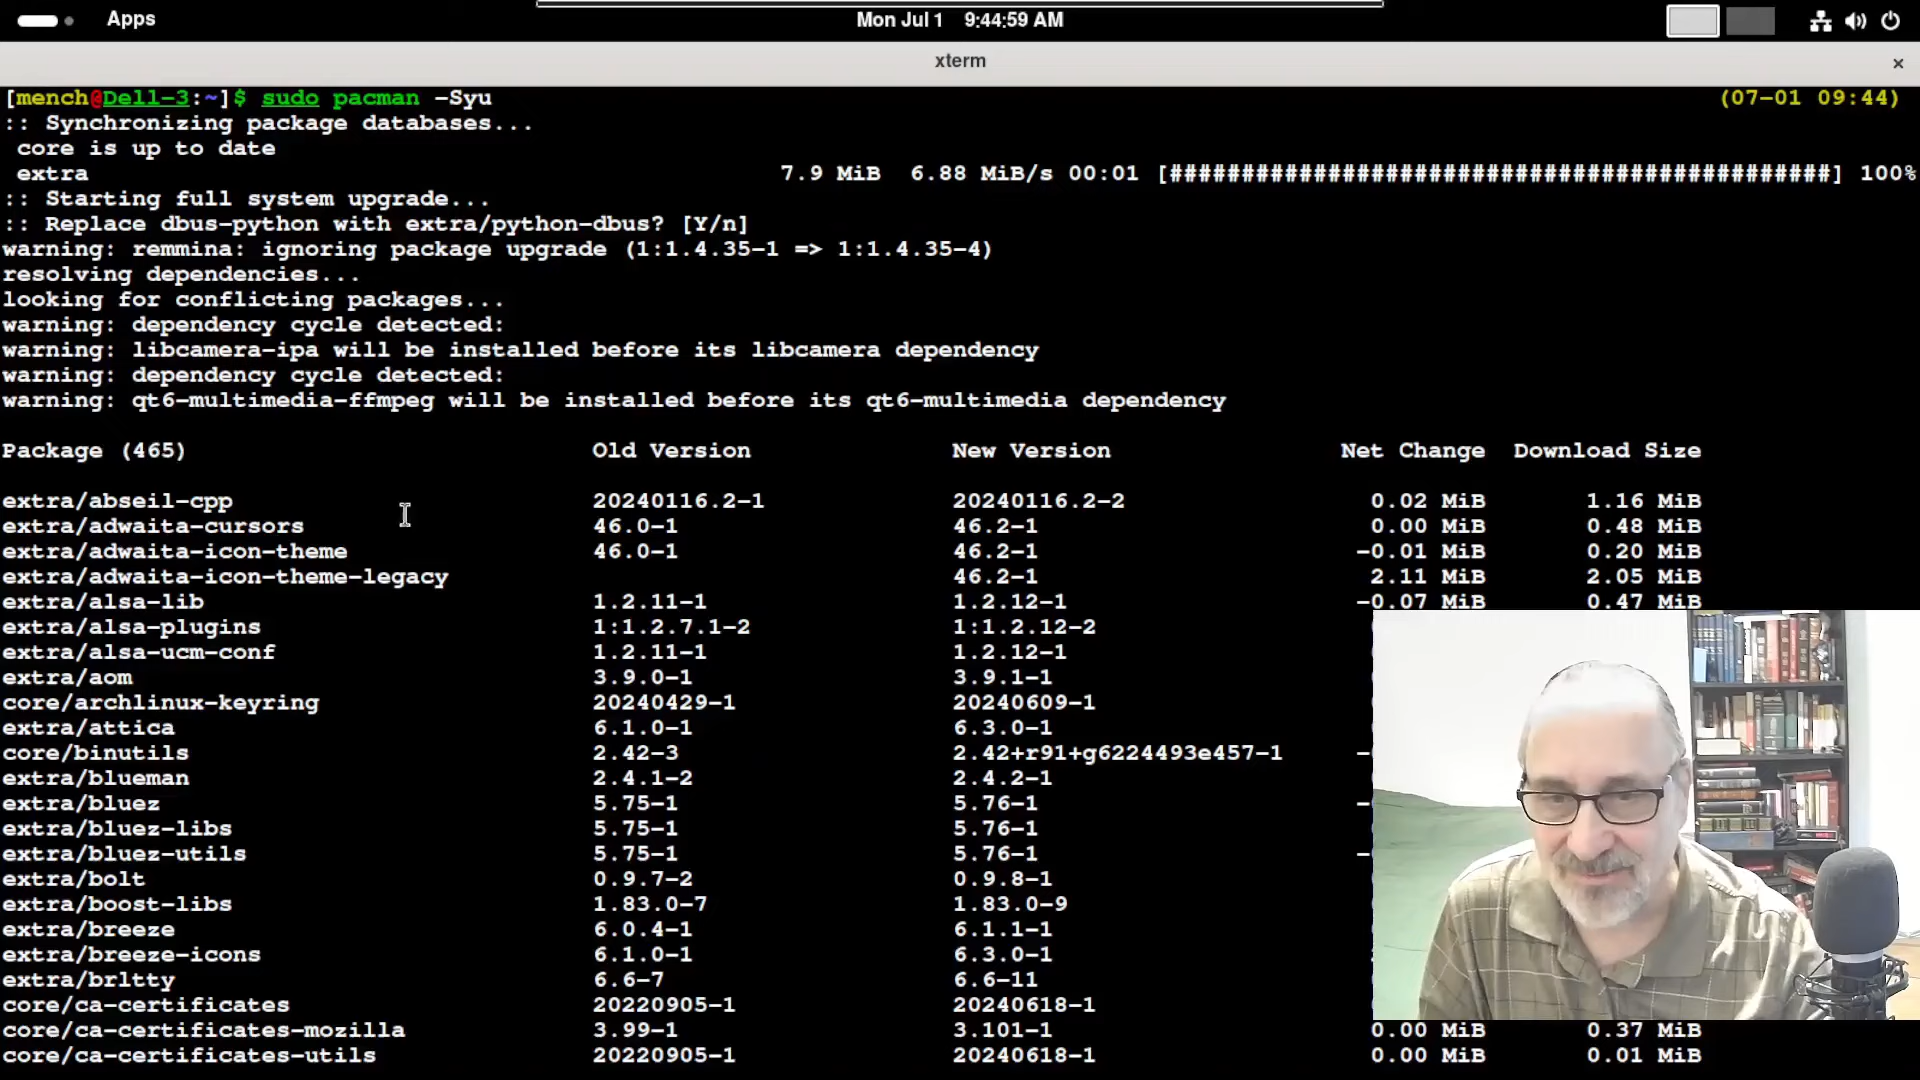 Apps
Mon Jul 1 9:44:59 AM
xterm
×
[mench@Dell-3:~]$ sudo pacman -Syu (07-01 09:44)
:: Synchronizing package databases...
core is up to date
extra 7.9 MiB 6.88 MiB/s 00:01 [##############################################] 100%
:: Starting full system upgrade...
:: Replace dbus-python with extra/python-dbus? [Y/n]
warning: remmina: ignoring package upgrade (1:1.4.35-1 => 1:1.4.35-4)
resolving dependencies...
looking for conflicting packages...
warning: dependency cycle detected:
warning: libcamera-ipa will be installed before its libcamera dependency
warning: dependency cycle detected:
warning: qt6-multimedia-ffmpeg will be installed before its qt6-multimedia dependency
Package (465) Old Version New Version Net Change Download Size
extra/abseil-cpp 20240116.2-1 20240116.2-2 0.02 MiB 1.16 MiB
extra/adwaita-cursors 46.0-1 46.2-1 0.00 MiB 0.48 MiB
extra/adwaita-icon-theme 46.0-1 46.2-1 -0.01 MiB 0.20 MiB
extra/adwaita-icon-theme-legacy 46.2-1 2.11 MiB 2.05 MiB
extra/alsa-lib 1.2.11-1 1.2.12-1 -0.07 MiB 0.47 MiB
extra/alsa-plugins 1:1.2.7.1-2 1:1.2.12-2
extra/alsa-ucm-conf 1.2.11-1 1.2.12-1
extra/aom 3.9.0-1 3.9.1-1
core/archlinux-keyring 20240429-1 20240609-1
extra/attica 6.1.0-1 6.3.0-1
core/binutils 2.42-3 2.42+r91+g6224493e457-1 -
extra/blueman 2.4.1-2 2.4.2-1
extra/bluez 5.75-1 5.76-1 -
extra/bluez-libs 5.75-1 5.76-1
extra/bluez-utils 5.75-1 5.76-1 -
extra/bolt 0.9.7-2 0.9.8-1
extra/boost-libs 1.83.0-7 1.83.0-9
extra/breeze 6.0.4-1 6.1.1-1
extra/breeze-icons 6.1.0-1 6.3.0-1
extra/brltty 6.6-7 6.6-11
core/ca-certificates 20220905-1 20240618-1
core/ca-certificates-mozilla 3.99-1 3.101-1 0.00 MiB 0.37 MiB
core/ca-certificates-utils 20220905-1 20240618-1 0.00 MiB 0.01 MiB